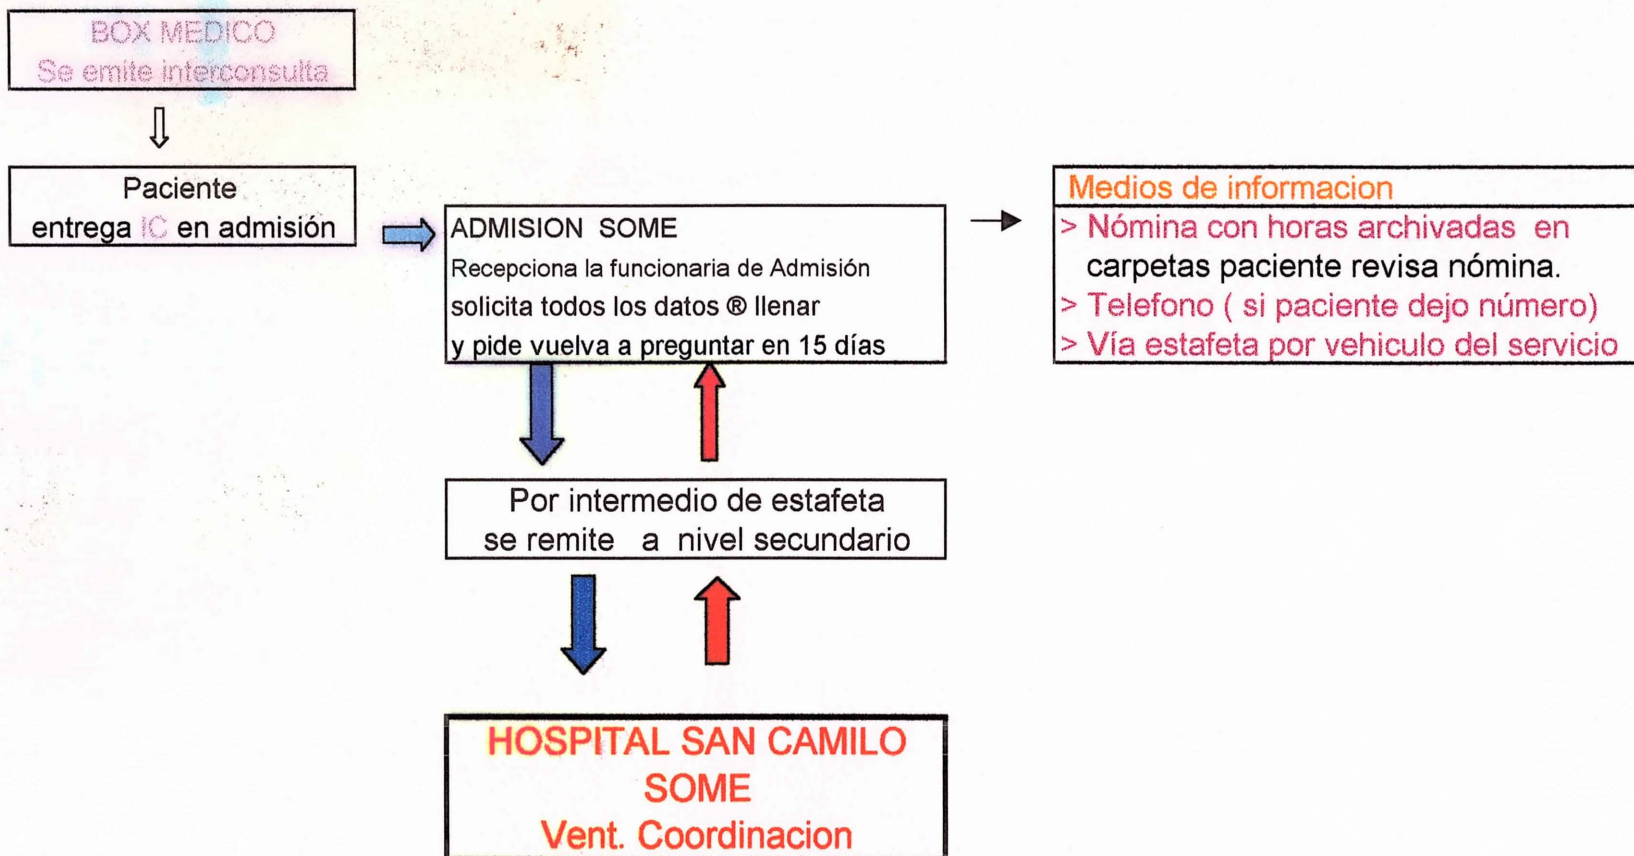 BOX MEDICO
Se emite interconsulta
Paciente
entrega IC en admisión
ADMISION SOME
Recepciona la funcionaria de Admisión
solicita todos los datos ® llenar
y pide vuelva a preguntar en 15 días
Medios de informacion
> Nómina con horas archivadas en
carpetas paciente revisa nómina.
> Telefono ( si paciente dejo número)
> Vía estafeta por vehiculo del servicio
Por intermedio de estafeta
se remite a nivel secundario
HOSPITAL SAN CAMILO
SOME
Vent. Coordinacion